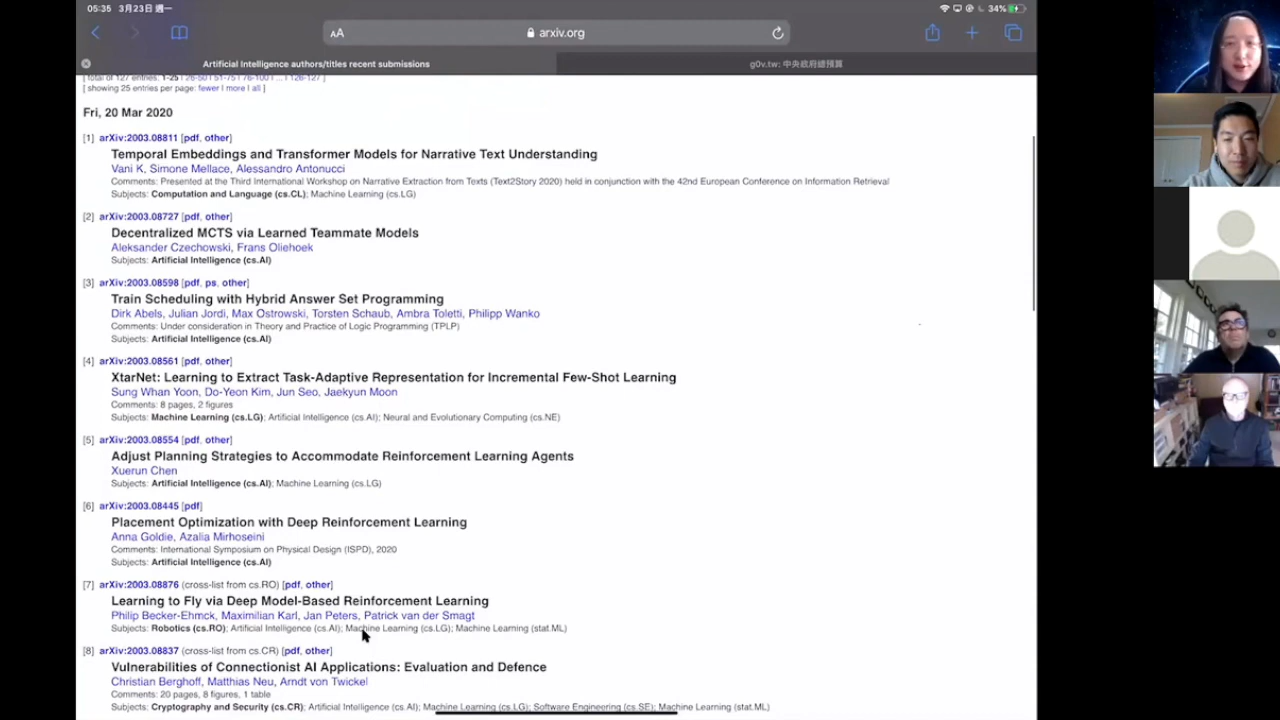 05:35 3月23日 週一
34%
AA
arxiv.org
Artificial Intelligence authors/titles recent submissions
g0v.tw: 中央政府總預算
[ total of 127 entries: 1-25 | 26-50 | 51-75 | 76-100 | ... | 126-127 ]
[ showing 25 entries per page: fewer | more | all ]
Fri, 20 Mar 2020
[1] arXiv:2003.08811 [pdf, other]
Temporal Embeddings and Transformer Models for Narrative Text Understanding
Vani K, Simone Mellace, Alessandro Antonucci
Comments: Presented at the Third International Workshop on Narrative Extraction from Texts (Text2Story 2020) held in conjunction with the 42nd European Conference on Information Retrieval
Subjects: Computation and Language (cs.CL); Machine Learning (cs.LG)
[2] arXiv:2003.08727 [pdf, other]
Decentralized MCTS via Learned Teammate Models
Aleksander Czechowski, Frans Oliehoek
Subjects: Artificial Intelligence (cs.AI)
[3] arXiv:2003.08598 [pdf, ps, other]
Train Scheduling with Hybrid Answer Set Programming
Dirk Abels, Julian Jordi, Max Ostrowski, Torsten Schaub, Ambra Toletti, Philipp Wanko
Comments: Under consideration in Theory and Practice of Logic Programming (TPLP)
Subjects: Artificial Intelligence (cs.AI)
[4] arXiv:2003.08561 [pdf, other]
XtarNet: Learning to Extract Task-Adaptive Representation for Incremental Few-Shot Learning
Sung Whan Yoon, Do-Yeon Kim, Jun Seo, Jaekyun Moon
Comments: 8 pages, 2 figures
Subjects: Machine Learning (cs.LG); Artificial Intelligence (cs.AI); Neural and Evolutionary Computing (cs.NE)
[5] arXiv:2003.08554 [pdf, other]
Adjust Planning Strategies to Accommodate Reinforcement Learning Agents
Xuerun Chen
Subjects: Artificial Intelligence (cs.AI); Machine Learning (cs.LG)
[6] arXiv:2003.08445 [pdf]
Placement Optimization with Deep Reinforcement Learning
Anna Goldie, Azalia Mirhoseini
Comments: International Symposium on Physical Design (ISPD), 2020
Subjects: Artificial Intelligence (cs.AI)
[7] arXiv:2003.08876 (cross-list from cs.RO) [pdf, other]
Learning to Fly via Deep Model-Based Reinforcement Learning
Philip Becker-Ehmck, Maximilian Karl, Jan Peters, Patrick van der Smagt
Subjects: Robotics (cs.RO); Artificial Intelligence (cs.AI); Machine Learning (cs.LG); Machine Learning (stat.ML)
[8] arXiv:2003.08837 (cross-list from cs.CR) [pdf, other]
Vulnerabilities of Connectionist AI Applications: Evaluation and Defence
Christian Berghoff, Matthias Neu, Arndt von Twickel
Comments: 20 pages, 8 figures, 1 table
Subjects: Cryptography and Security (cs.CR); Artificial Intelligence (cs.AI); Machine Learning (cs.LG); Software Engineering (cs.SE); Machine Learning (stat.ML)